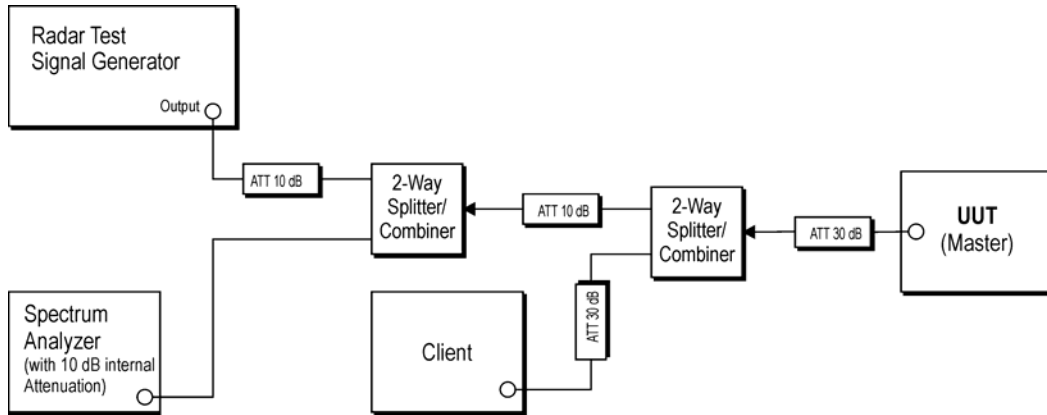 Radar Test
Signal Generator
Output
ATT 10 dB
2-Way
Splitter/
Combiner
ATT 10 dB
2-Way
Splitter/
Combiner
ATT 30 dB
UUT
(Master)
Spectrum
Analyzer
(with 10 dB internal
Attenuation)
Client
ATT 30 dB